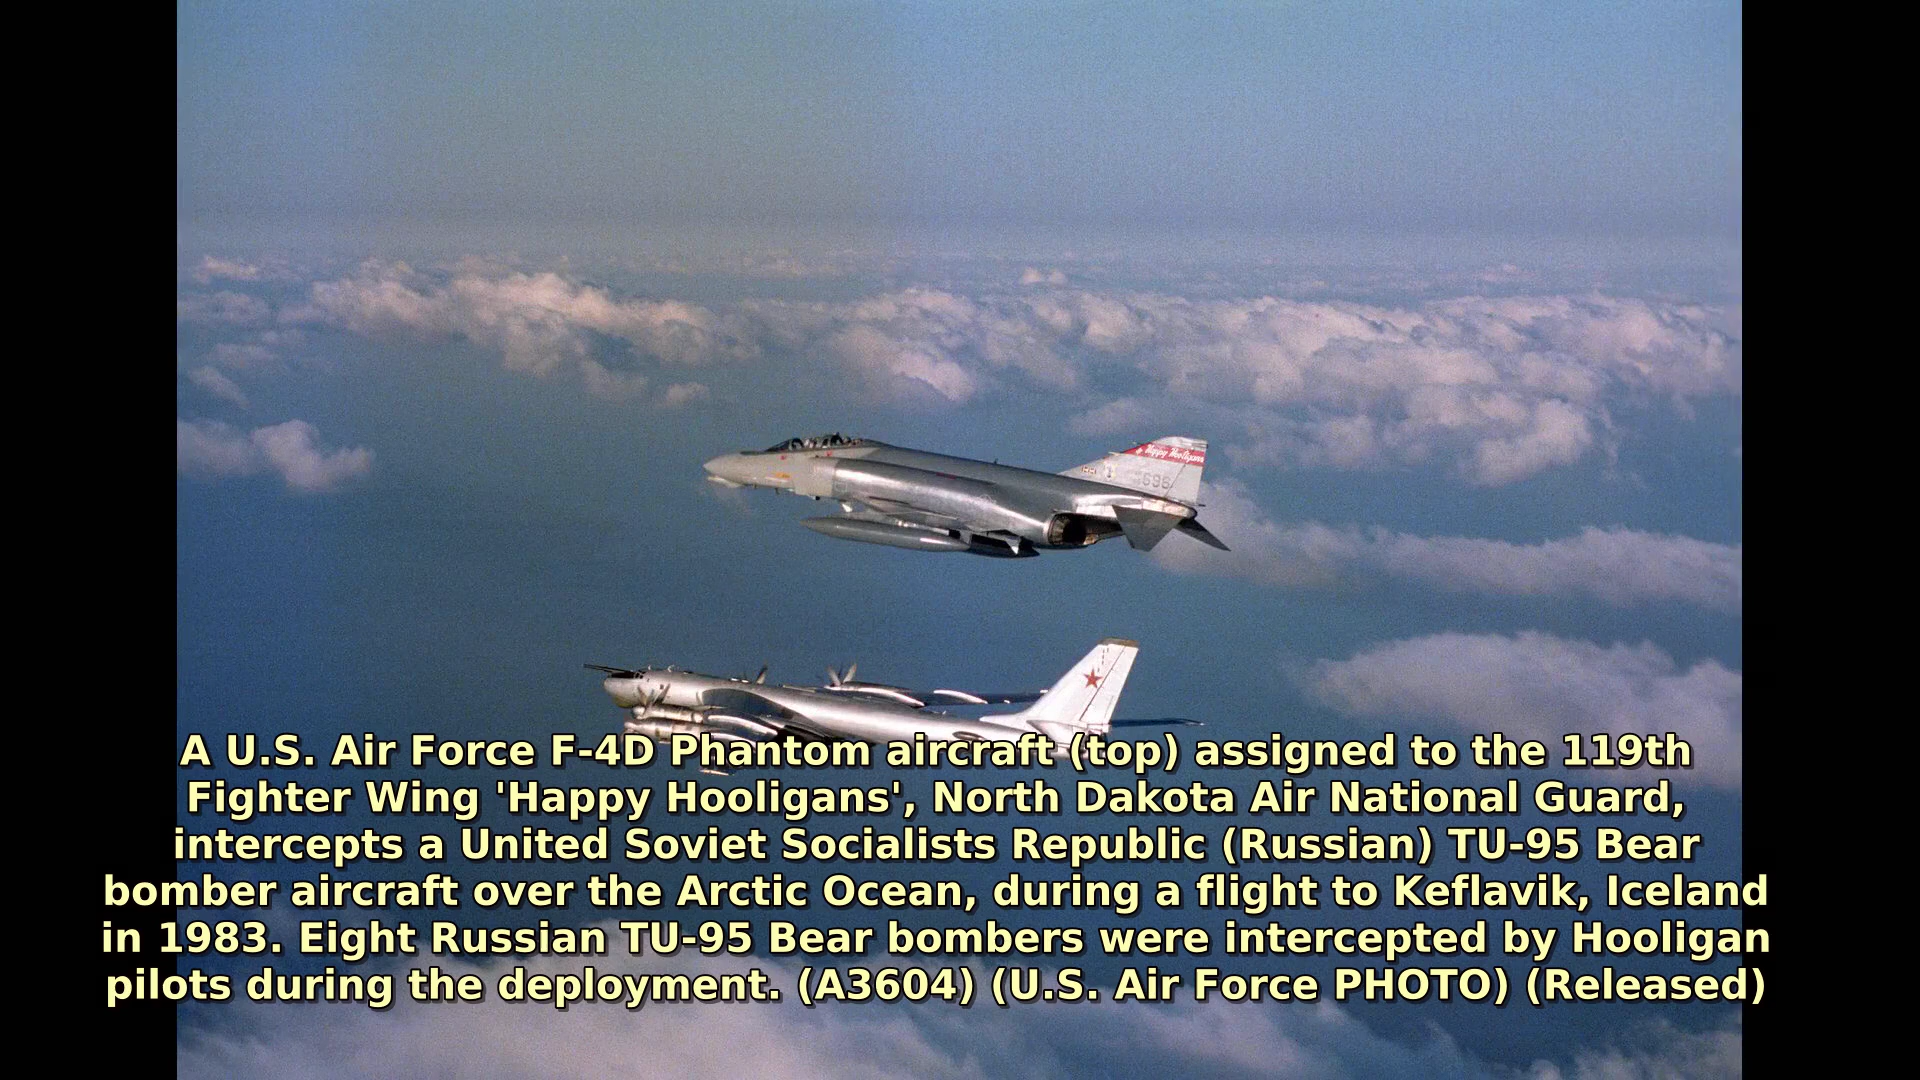 Happy Hooligans
696
A U.S. Air Force F-4D Phantom aircraft (top) assigned to the 119th
Fighter Wing 'Happy Hooligans', North Dakota Air National Guard,
intercepts a United Soviet Socialists Republic (Russian) TU-95 Bear
bomber aircraft over the Arctic Ocean, during a flight to Keflavik, Iceland
in 1983. Eight Russian TU-95 Bear bombers were intercepted by Hooligan
pilots during the deployment. (A3604) (U.S. Air Force PHOTO) (Released)